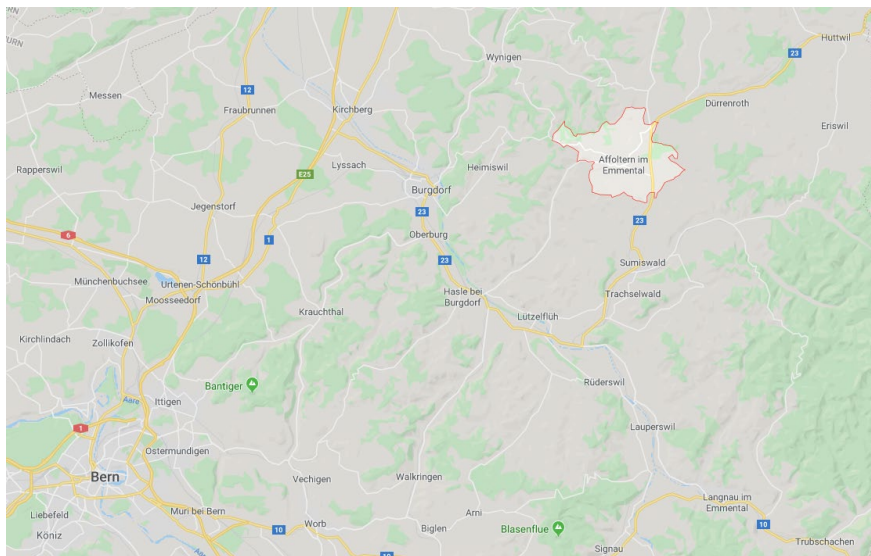 Huttwil
23
Wynigen
Messen
12
Fraubrunnen
Kirchberg
Dürrenroth
Eriswil
Rapperswil
Lyssach
Heimiswil
Affoltern im
Emmental
E25
Burgdorf
Jegenstorf
23
23
6
12
1
Oberburg
23
Sumiswald
Münchenbuchsee
Urtenen-Schönbühl
Moosseedorf
Hasle bei
Burgdorf
Trachselwald
Krauchthal
Lützelflüh
Kirchlindach
Zollikofen
Bantiger
Rüderswil
Aare
Ittigen
1
Lauperswil
Ostermundigen
Bern
Vechigen
Walkringen
Langnau im
Emmental
Liebefeld
Muri bei Bern
Worb
Arni
10
10
Köniz
Biglen
Blasenflue
Trubschachen
Signau